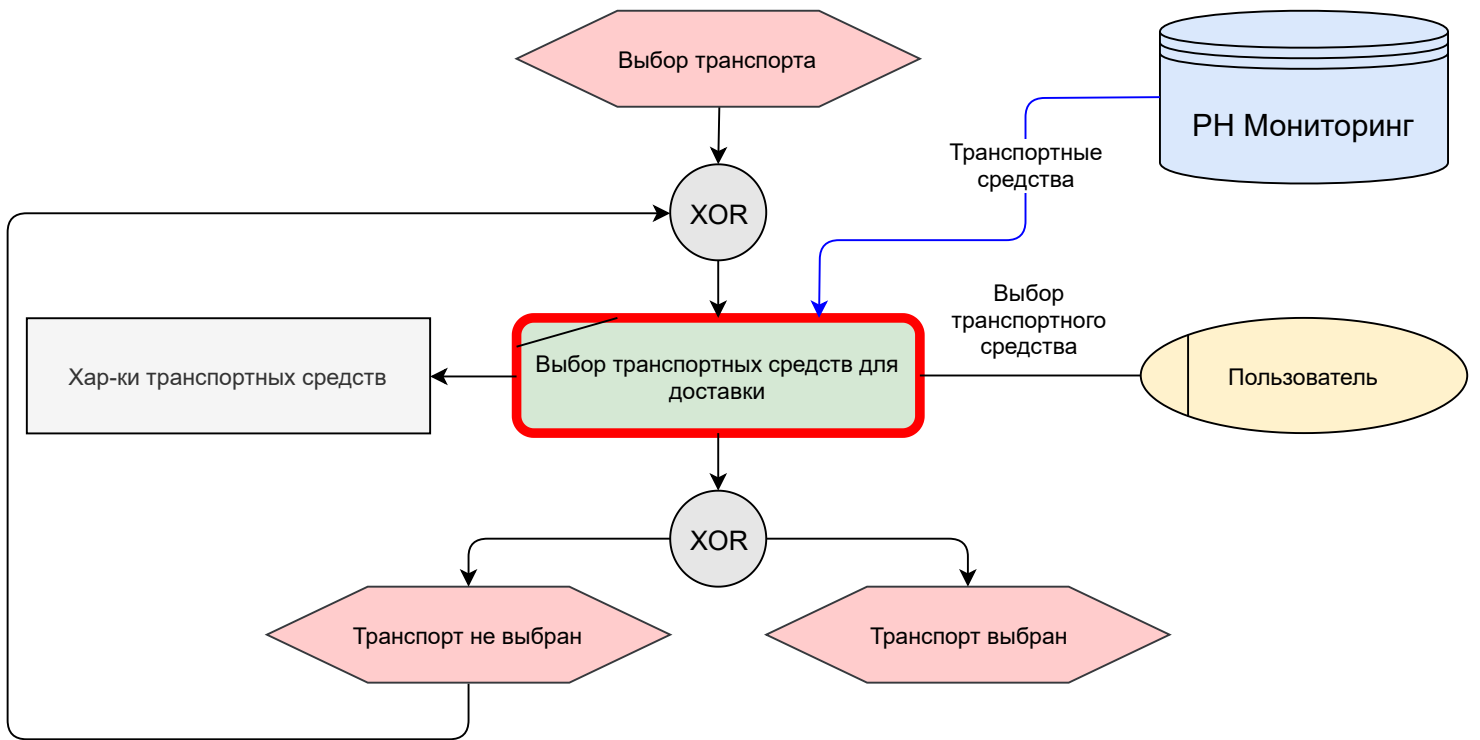 Выбор транспорта
РН Мониторинг
Транспортные
средства
XOR
Выбор
транспортного
средства
Хар-ки транспортных средств
Выбор транспортных средств для
доставки
Пользователь
XOR
Транспорт не выбран
Транспорт выбран